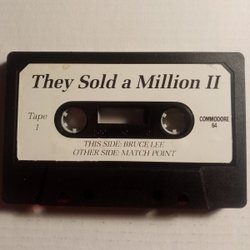 They Sold a Million II
Tape
1
COMMODORE
64
THIS SIDE: BRUCE LEE
OTHER SIDE: MATCH POINT